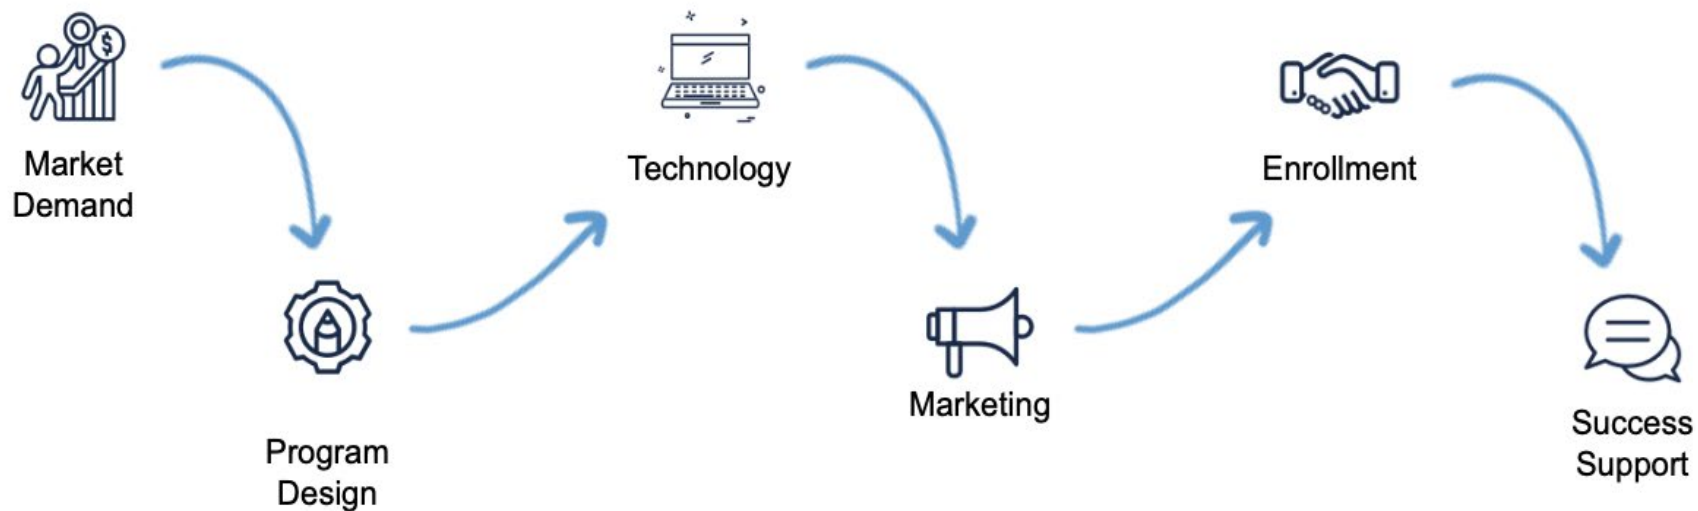 Market
Demand
Program
Design
Technology
Marketing
Enrollment
Success
Support